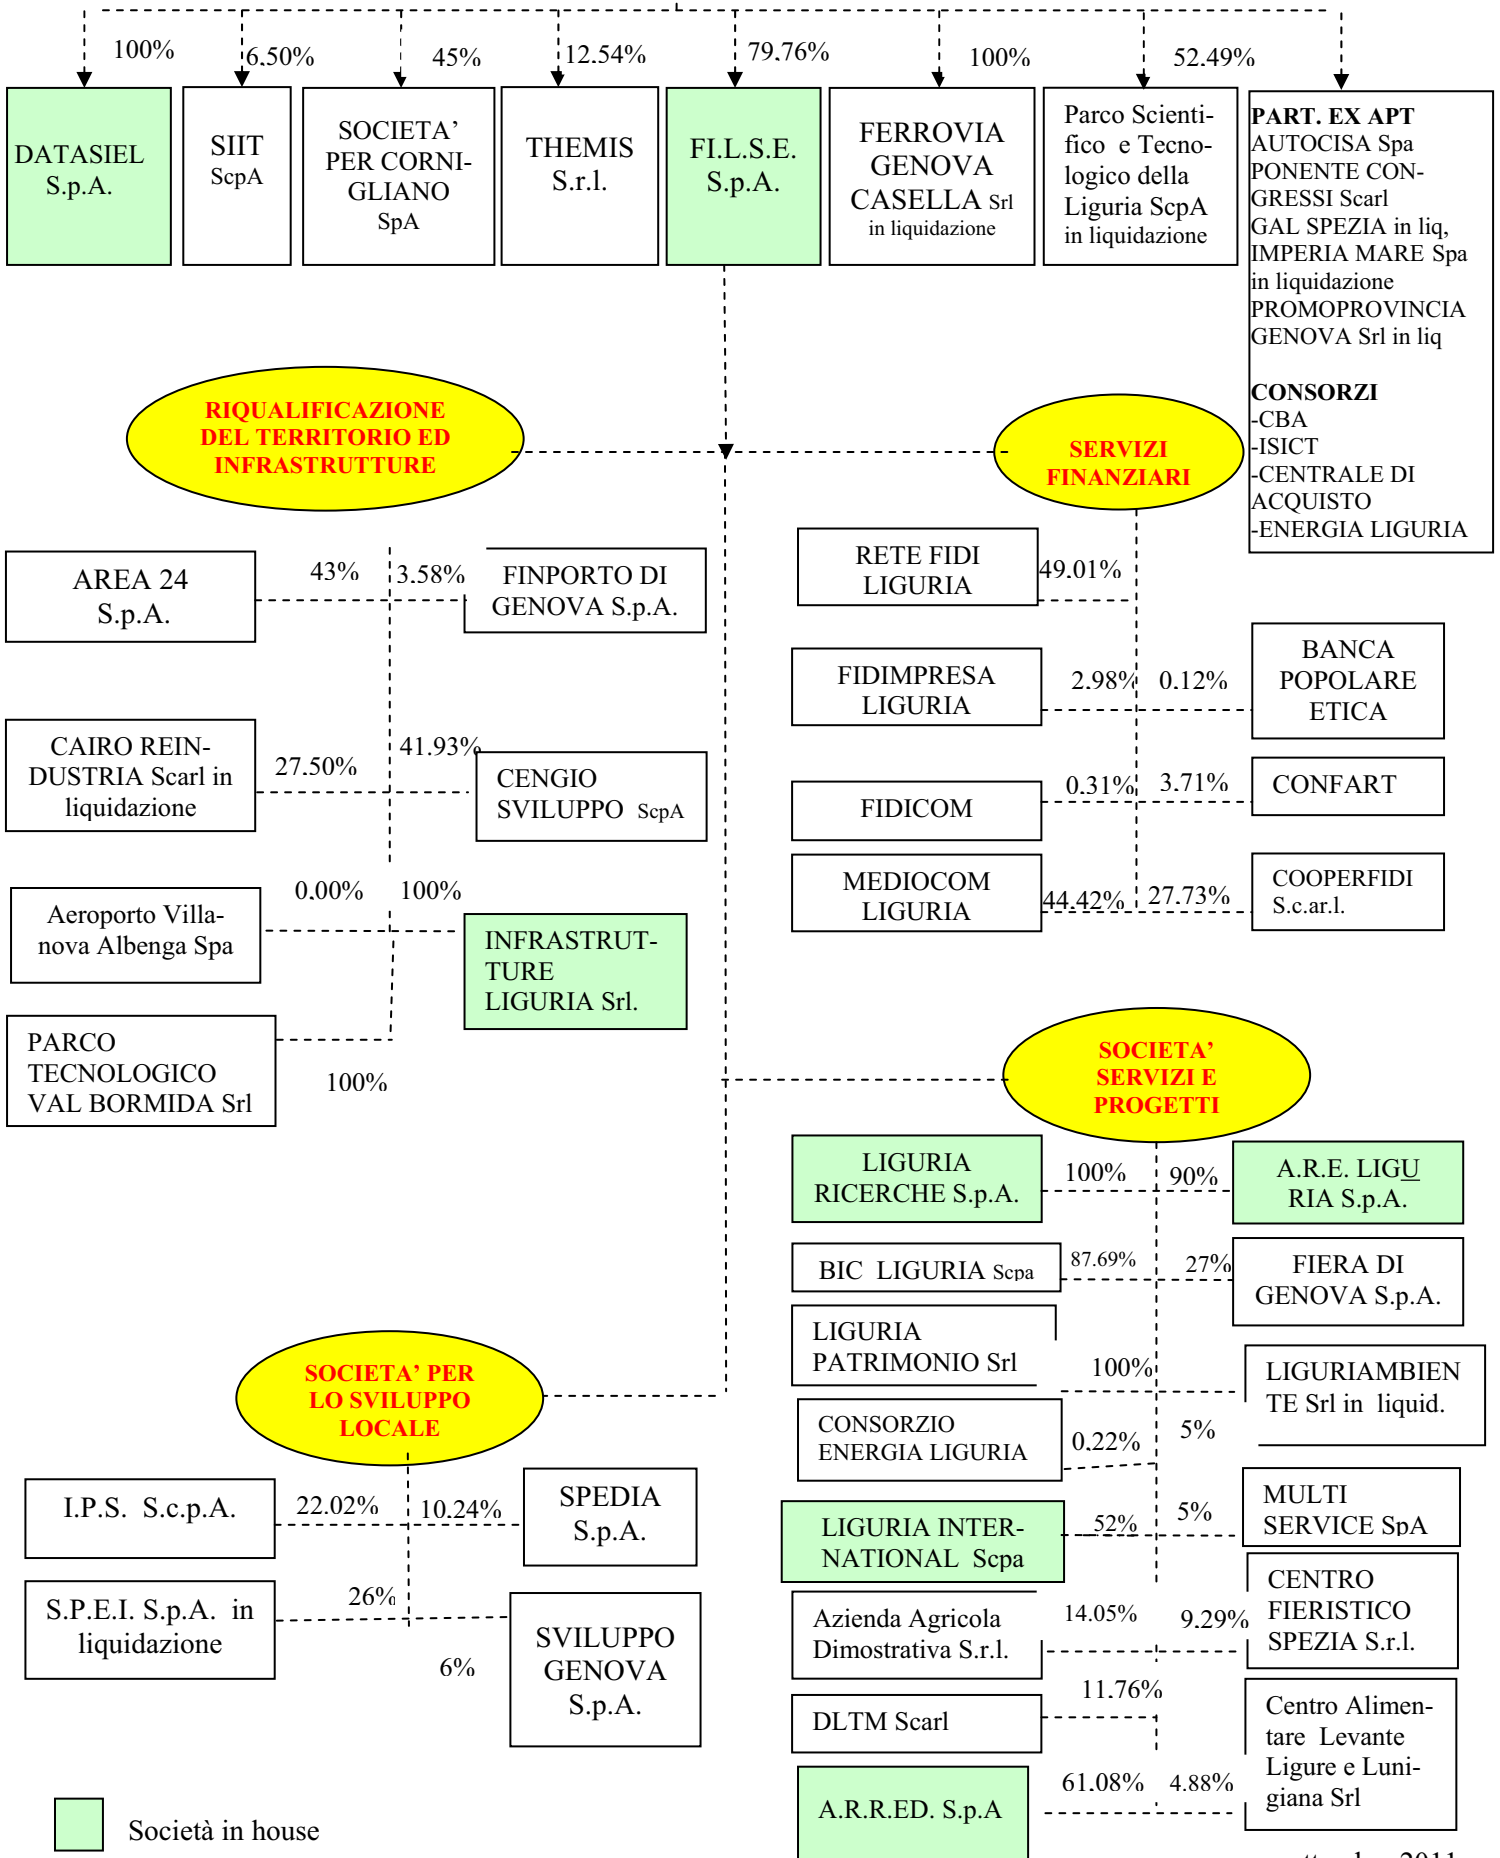 100%
6,50%
45%
12,54%
79,76%
100%
52,49%
DATASIEL
S.p.A.
SIIT
ScpA
SOCIETA’
PER CORNI-
GLIANO
SpA
THEMIS
S.r.l.
FI.L.S.E.
S.p.A.
FERROVIA
GENOVA
CASELLA Srl
in liquidazione
Parco Scienti-
fico e Tecno-
logico della
Liguria ScpA
in liquidazione
PART. EX APT
AUTOCISA Spa
PONENTE CON-
GRESSI Scarl
GAL SPEZIA in liq,
IMPERIA MARE Spa
in liquidazione
PROMOPROVINCIA
GENOVA Srl in liq
CONSORZI
-CBA
-ISICT
-CENTRALE DI
ACQUISTO
-ENERGIA LIGURIA
RIQUALIFICAZIONE
DEL TERRITORIO ED
INFRASTRUTTURE
SERVIZI
FINANZIARI
AREA 24
S.p.A.
43%
3,58%
FINPORTO DI
GENOVA S.p.A.
CAIRO REIN-
DUSTRIA Scarl in
liquidazione
27,50%
41,93%
CENGIO
SVILUPPO ScpA
Aeroporto Villa-
nova Albenga Spa
0,00%
100%
INFRASTRUT-
TURE
LIGURIA Srl.
PARCO
TECNOLOGICO
VAL BORMIDA Srl
100%
RETE FIDI
LIGURIA
49,01%
FIDIMPRESA
LIGURIA
2,98%
0,12%
BANCA
POPOLARE
ETICA
FIDICOM
0,31%
3,71%
CONFART
MEDIOCOM
LIGURIA
44,42%
27,73%
COOPERFIDI
S.c.ar.l.
SOCIETA’
SERVIZI E
PROGETTI
LIGURIA
RICERCHE S.p.A.
100%
90%
A.R.E. LIGU
RIA S.p.A.
BIC LIGURIA Scpa
87,69%
27%
FIERA DI
GENOVA S.p.A.
LIGURIA
PATRIMONIO Srl
100%
LIGURIAMBIEN
TE Srl in liquid.
5%
CONSORZIO
ENERGIA LIGURIA
0,22%
LIGURIA INTER-
NATIONAL Scpa
52%
5%
MULTI
SERVICE SpA
Azienda Agricola
Dimostrativa S.r.l.
14,05%
9,29%
CENTRO
FIERISTICO
SPEZIA S.r.l.
DLTM Scarl
11,76%
A.R.R.ED. S.p.A
61,08%
4,88%
Centro Alimen-
tare Levante
Ligure e Luni-
giana Srl
SOCIETA’ PER
LO SVILUPPO
LOCALE
I.P.S. S.c.p.A.
22,02%
10,24%
SPEDIA
S.p.A.
S.P.E.I. S.p.A. in
liquidazione
26%
6%
SVILUPPO
GENOVA
S.p.A.
Società in house
2011